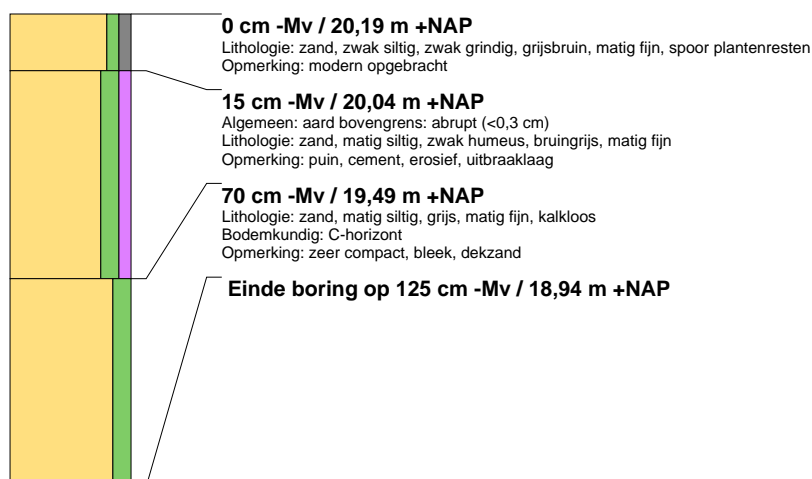 0 cm -Mv / 20,19 m +NAP
Lithologie: zand, zwak siltig, zwak grindig, grijsbruin, matig fijn, spoor plantenresten
Opmerking: modern opgebracht
15 cm -Mv / 20,04 m +NAP
Algemeen: aard bovengrens: abrupt (<0,3 cm)
Lithologie: zand, matig siltig, zwak humeus, bruingrijs, matig fijn
Opmerking: puin, cement, erosief, uitbraaklaag
70 cm -Mv / 19,49 m +NAP
Lithologie: zand, matig siltig, grijs, matig fijn, kalkloos
Bodemkundig: C-horizont
Opmerking: zeer compact, bleek, dekzand
Einde boring op 125 cm -Mv / 18,94 m +NAP